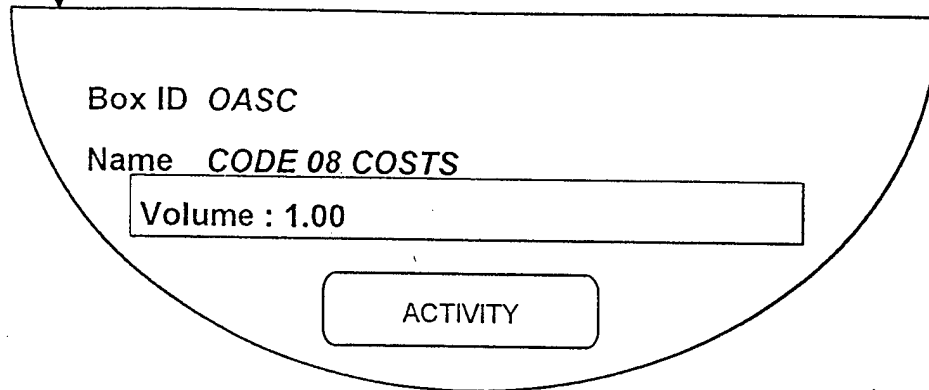 Box ID OASC
Name CODE 08 COSTS
Volume : 1.00
ACTIVITY